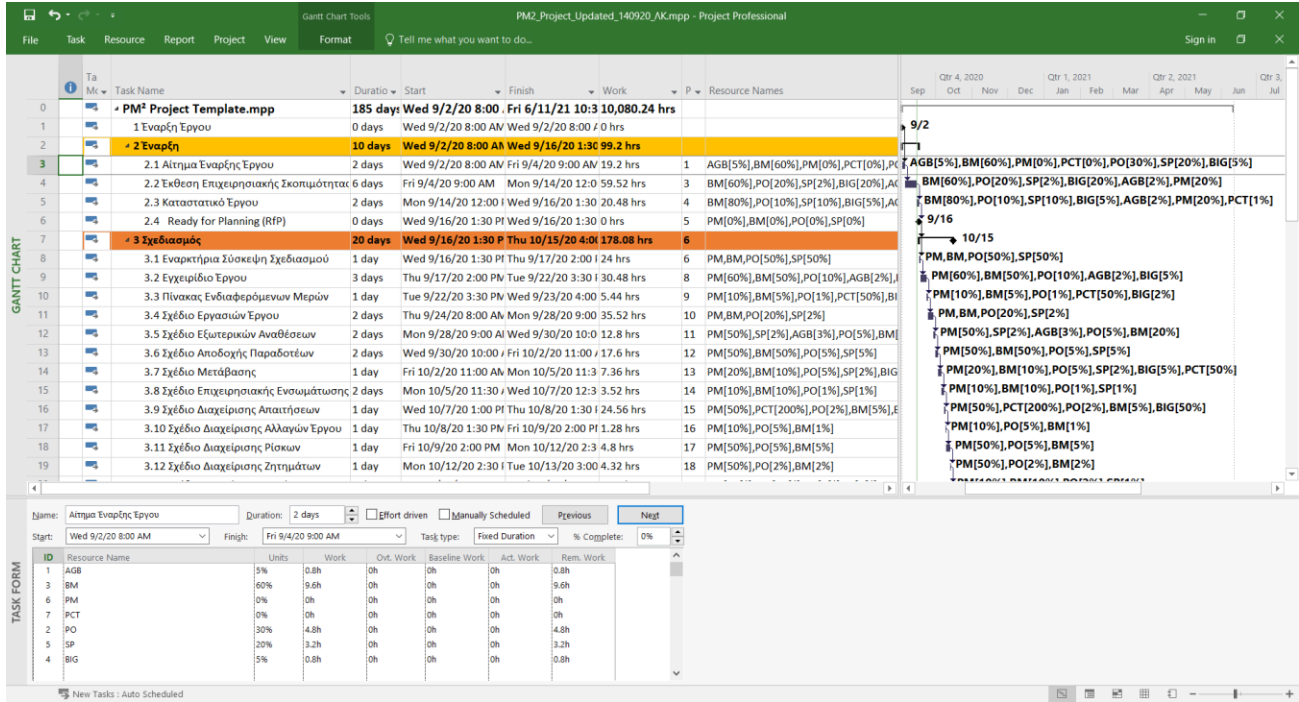 Gantt Chart Tools
PM2_Project_Updated_140920_ΛΚ.mpp - Project Professional
File Task Resource Report Project View Format Tell me what you want to do... Sign in
Qtr 4, 2020 Qtr 1, 2021 Qtr 2, 2021 Qtr 3,
Ta
Mc Task Name Duratio Start Finish Work P Resource Names Sep Oct Nov Dec Jan Feb Mar Apr May Jun Jul
0 PM² Project Template.mpp 185 days Wed 9/2/20 8:00 Fri 6/11/21 10:3 10,080.24 hrs
1 1 Έναρξη Έργου 0 days Wed 9/2/20 8:00 AM Wed 9/2/20 8:00 A 0 hrs 9/2
2 2 Έναρξη 10 days Wed 9/2/20 8:00 AM Wed 9/16/20 1:30 99.2 hrs
3 2.1 Αίτημα Έναρξης Έργου 2 days Wed 9/2/20 8:00 AM Fri 9/4/20 9:00 AM 19.2 hrs 1 AGB[5%],BM[60%],PM[0%],PCT[0%],PO AGB[5%],BM[60%],PM[0%],PCT[0%],PO[30%],SP[20%],BIG[5%]
4 2.2 Έκθεση Επιχειρησιακής Σκοπιμότητας 6 days Fri 9/4/20 9:00 AM Mon 9/14/20 12:0 59.52 hrs 3 BM[60%],PO[20%],SP[2%],BIG[20%],AG BM[60%],PO[20%],SP[2%],BIG[20%],AGB[2%],PM[20%]
5 2.3 Καταστατικό Έργου 2 days Mon 9/14/20 12:00 Wed 9/16/20 1:30 20.48 hrs 4 BM[80%],PO[10%],SP[10%],BIG[5%],AG BM[80%],PO[10%],SP[10%],BIG[5%],AGB[2%],PM[20%],PCT[1%]
6 2.4 Ready for Planning (RfP) 0 days Wed 9/16/20 1:30 PM Wed 9/16/20 1:30 0 hrs 5 PM[0%],BM[0%],PO[0%],SP[0%] 9/16
7 3 Σχεδιασμός 20 days Wed 9/16/20 1:30 P Thu 10/15/20 4:00 178.08 hrs 6 10/15
8 3.1 Εναρκτήρια Σύσκεψη Σχεδιασμού 1 day Wed 9/16/20 1:30 PM Thu 9/17/20 2:00 24 hrs 6 PM,BM,PO[50%],SP[50%] PM,BM,PO[50%],SP[50%]
9 3.2 Εγχειρίδιο Έργου 3 days Thu 9/17/20 2:00 PM Tue 9/22/20 3:30 30.48 hrs 8 PM[60%],BM[50%],PO[10%],AGB[2%], PM[60%],BM[50%],PO[10%],AGB[2%],BIG[5%]
10 3.3 Πίνακας Ενδιαφερόμενων Μερών 1 day Tue 9/22/20 3:30 PM Wed 9/23/20 4:00 5.44 hrs 9 PM[10%],BM[5%],PO[1%],PCT[50%],BI PM[10%],BM[5%],PO[1%],PCT[50%],BIG[2%]
11 3.4 Σχέδιο Εργασιών Έργου 2 days Thu 9/24/20 8:00 AM Mon 9/28/20 9:00 35.52 hrs 10 PM,BM,PO[20%],SP[2%] PM,BM,PO[20%],SP[2%]
12 3.5 Σχέδιο Εξωτερικών Αναθέσεων 2 days Mon 9/28/20 9:00 AM Wed 9/30/20 10:0 12.8 hrs 11 PM[50%],SP[2%],AGB[3%],PO[5%],BM[ PM[50%],SP[2%],AGB[3%],PO[5%],BM[20%]
13 3.6 Σχέδιο Αποδοχής Παραδοτέων 2 days Wed 9/30/20 10:00 A Fri 10/2/20 11:00 A 17.6 hrs 12 PM[50%],BM[50%],PO[5%],SP[5%] PM[50%],BM[50%],PO[5%],SP[5%]
14 3.7 Σχέδιο Μετάβασης 1 day Fri 10/2/20 11:00 AM Mon 10/5/20 11:3 7.36 hrs 13 PM[20%],BM[10%],PO[5%],SP[2%],BIG PM[20%],BM[10%],PO[5%],SP[2%],BIG[5%],PCT[50%]
15 3.8 Σχέδιο Επιχειρησιακής Ενσωμάτωσης 2 days Mon 10/5/20 11:30 A Wed 10/7/20 12:3 3.52 hrs 14 PM[10%],BM[10%],PO[1%],SP[1%] PM[10%],BM[10%],PO[1%],SP[1%]
16 3.9 Σχέδιο Διαχείρισης Απαιτήσεων 1 day Wed 10/7/20 1:00 PM Thu 10/8/20 1:30 24.56 hrs 15 PM[50%],PCT[200%],PO[2%],BM[5%],B PM[50%],PCT[200%],PO[2%],BM[5%],BIG[50%]
17 3.10 Σχέδιο Διαχείρισης Αλλαγών Έργου 1 day Thu 10/8/20 1:30 PM Fri 10/9/20 2:00 PM 1.28 hrs 16 PM[10%],PO[5%],BM[1%] PM[10%],PO[5%],BM[1%]
18 3.11 Σχέδιο Διαχείρισης Ρίσκων 1 day Fri 10/9/20 2:00 PM Mon 10/12/20 2:3 4.8 hrs 17 PM[50%],PO[5%],BM[5%] PM[50%],PO[5%],BM[5%]
19 3.12 Σχέδιο Διαχείρισης Ζητημάτων 1 day Mon 10/12/20 2:30 Tue 10/13/20 3:00 4.32 hrs 18 PM[50%],PO[2%],BM[2%] PM[50%],PO[2%],BM[2%]
GANTT CHART
Name: Αίτημα Έναρξης Έργου Duration: 2 days Effort driven Manually Scheduled Previous Next
Start: Wed 9/2/20 8:00 AM Finish: Fri 9/4/20 9:00 AM Task type: Fixed Duration % Complete: 0%
ID Resource Name Units Work Ovt. Work Baseline Work Act. Work Rem. Work
1 AGB 5% 0.8h 0h 0h 0h 0.8h
3 BM 60% 9.6h 0h 0h 0h 9.6h
6 PM 0% 0h 0h 0h 0h 0h
7 PCT 0% 0h 0h 0h 0h 0h
2 PO 30% 4.8h 0h 0h 0h 4.8h
5 SP 20% 3.2h 0h 0h 0h 3.2h
4 BIG 5% 0.8h 0h 0h 0h 0.8h
TASK FORM
New Tasks : Auto Scheduled